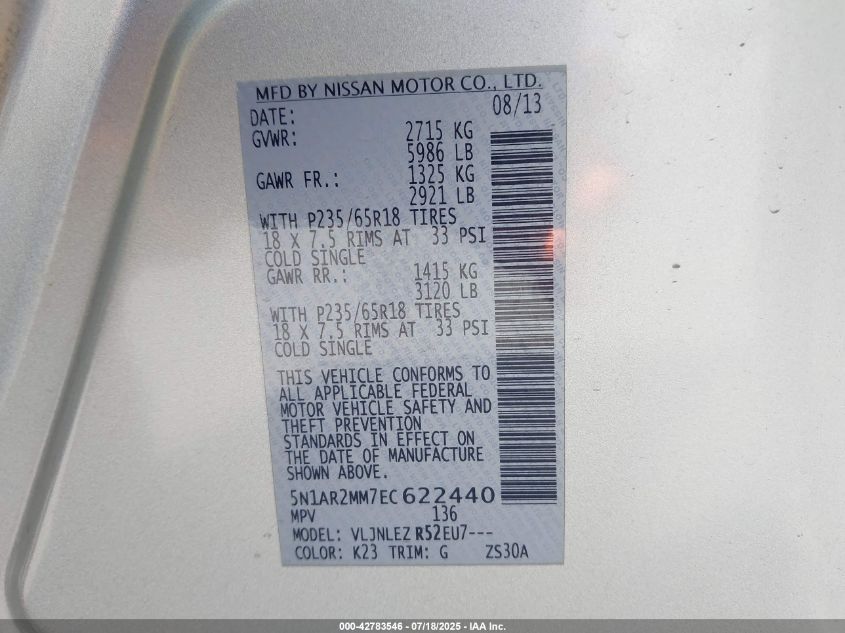 MFD BY NISSAN MOTOR CO., LTD.
DATE: 08/13
GVWR: 2715 KG
5986 LB
GAWR FR.: 1325 KG
2921 LB
WITH P235/65R18 TIRES
18 X 7.5 RIMS AT 33 PSI
COLD SINGLE
GAWR RR.: 1415 KG
3120 LB
WITH P235/65R18 TIRES
18 X 7.5 RIMS AT 33 PSI
COLD SINGLE
THIS VEHICLE CONFORMS TO
ALL APPLICABLE FEDERAL
MOTOR VEHICLE SAFETY AND
THEFT PREVENTION
STANDARDS IN EFFECT ON
THE DATE OF MANUFACTURE
SHOWN ABOVE.
5N1AR2MM7EC622440
MPV 136
MODEL: VLJNLEZ R52EU7---
COLOR: K23 TRIM: G ZS30A
000-42783546 - 07/18/2025 - IAA Inc.